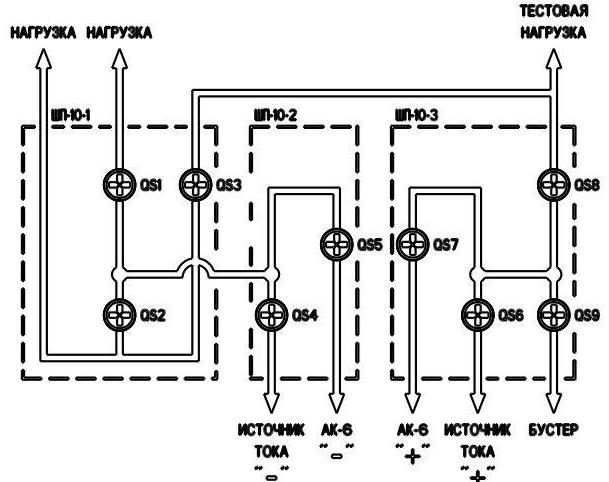 ТЕСТОВАЯ
НАГРУЗКА НАГРУЗКА НАГРУЗКА
ШП-10-1 ШП-10-2 ШП-10-3
QS1 QS3 QS8
QS5 QS7
QS2 QS4 QS6 QS9
ИСТОЧНИК АК-6 АК-6 ИСТОЧНИК БУСТЕР
ТОКА "-" "+" ТОКА
"-" "+"